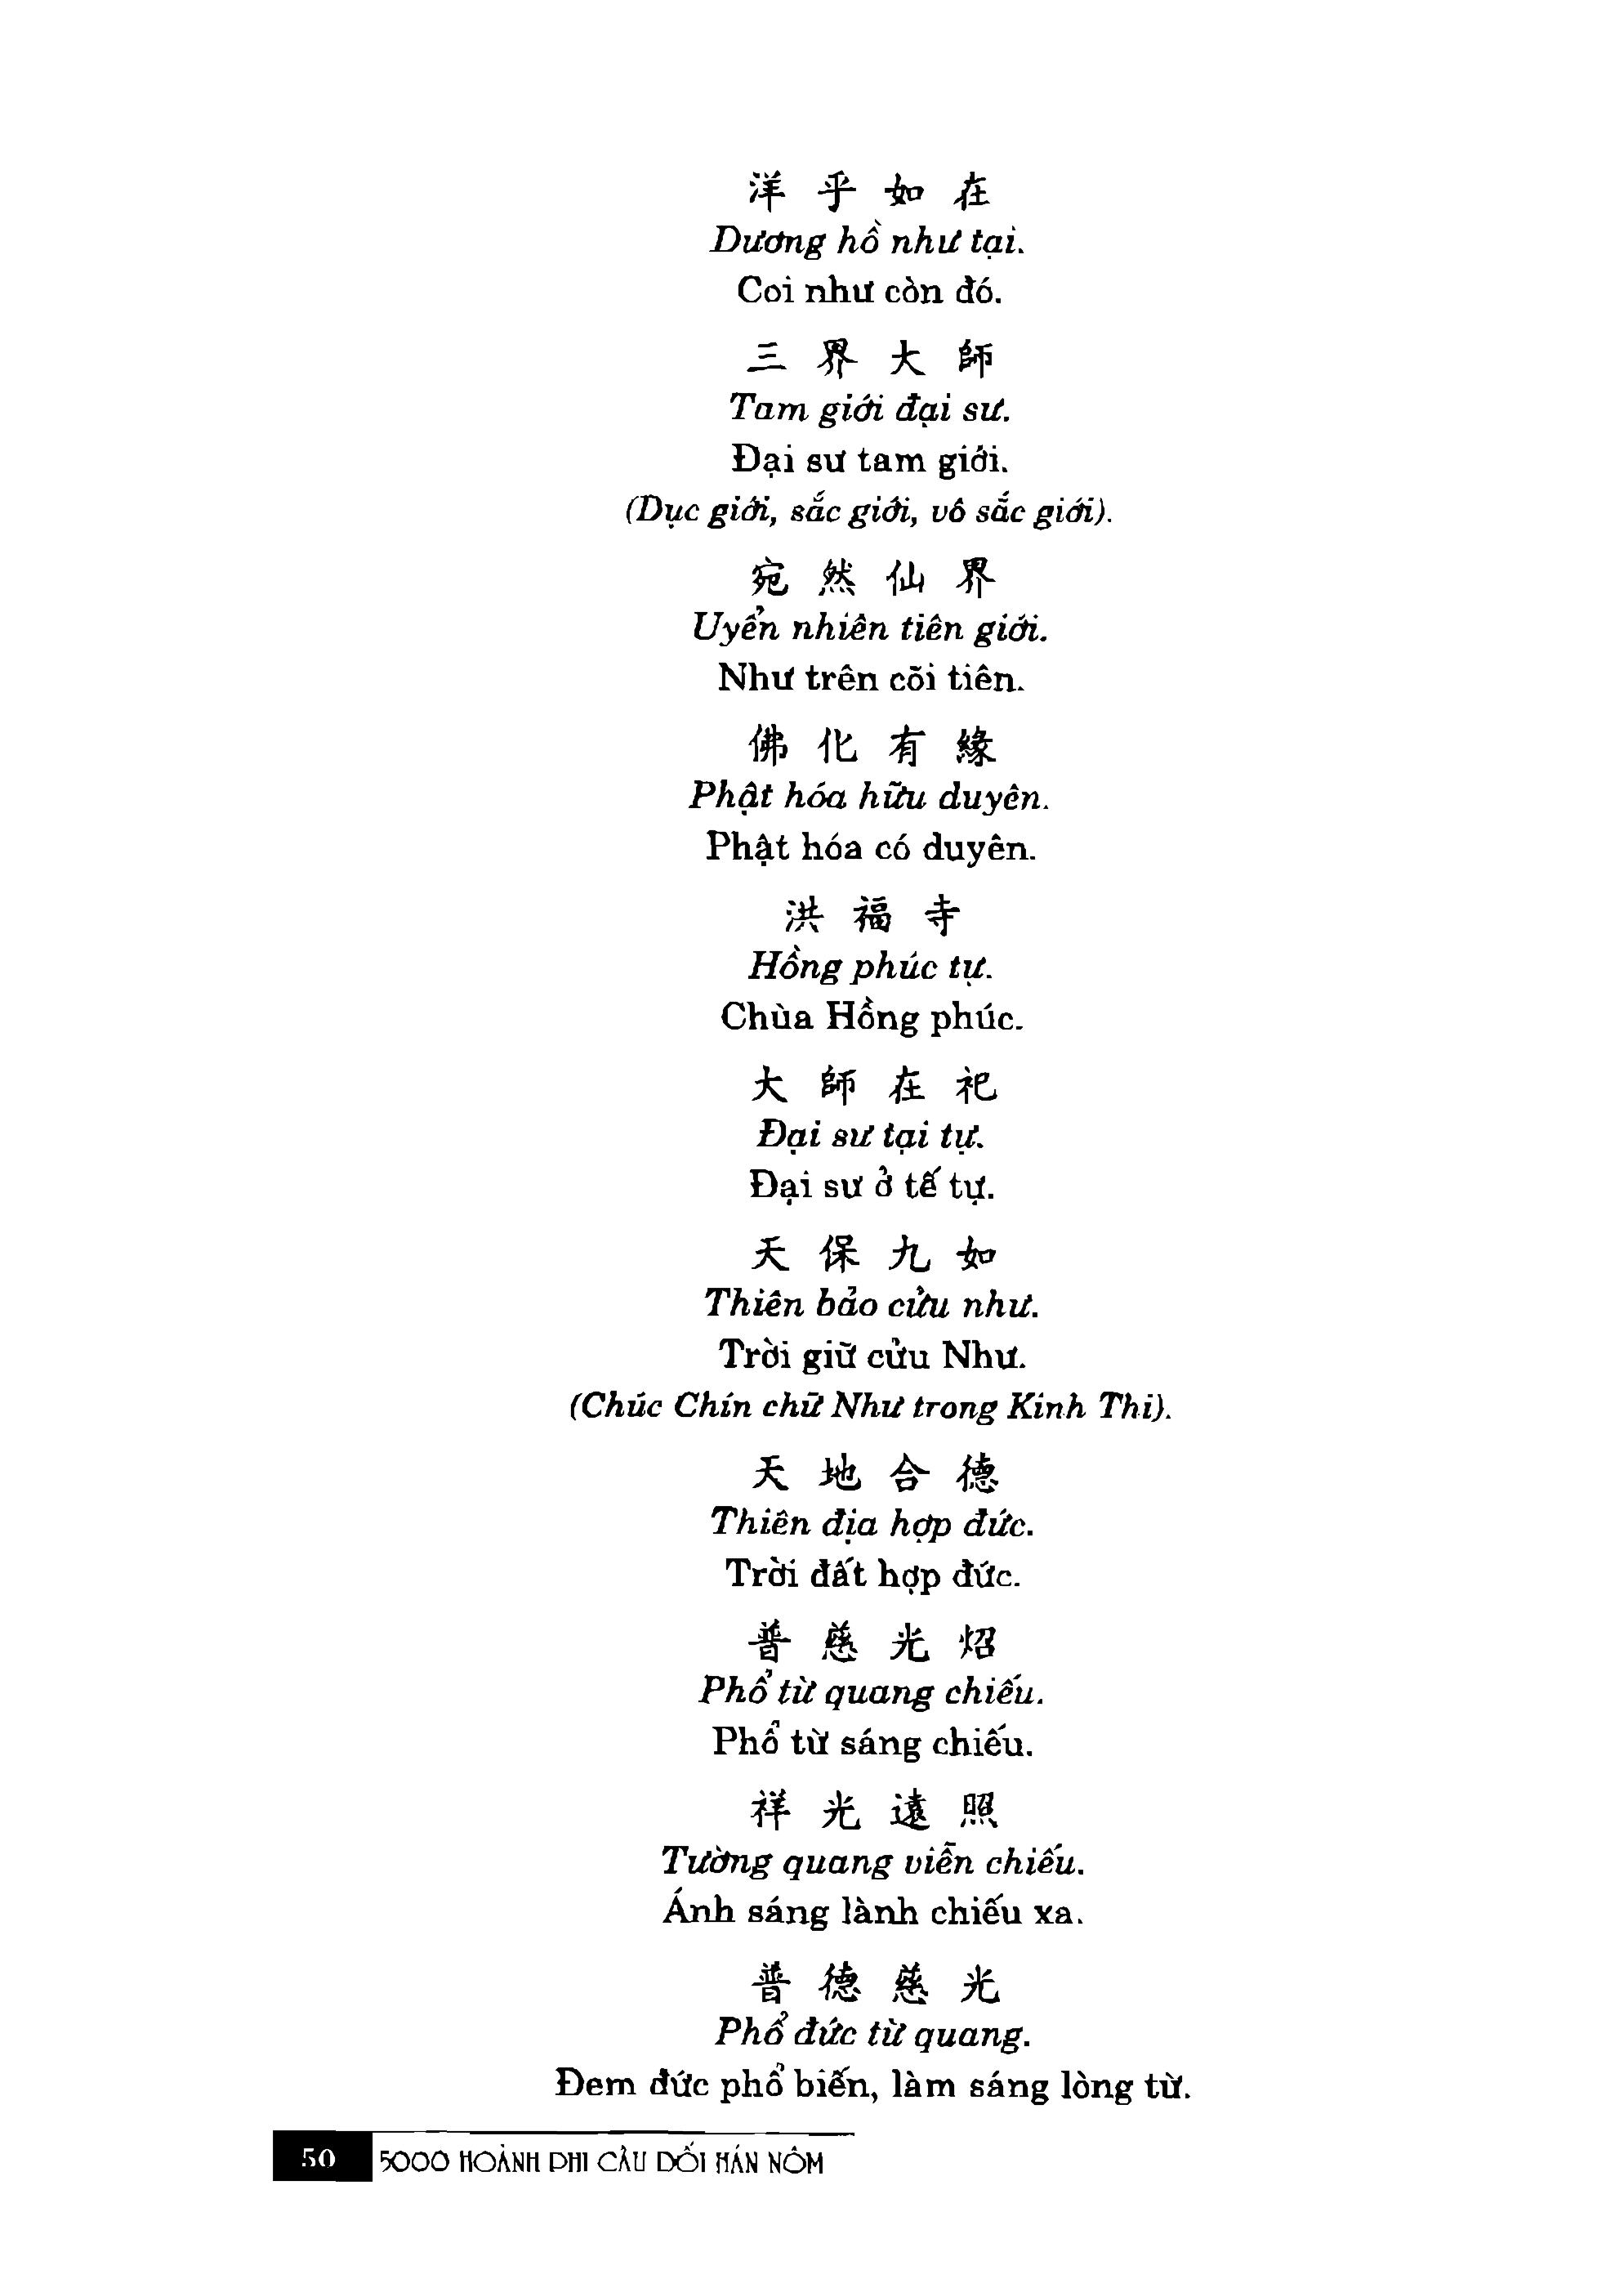 洋乎如在
Dương hồ như tại.
Coi như còn đó.
三界大師
Tam giới đại sư.
Đại sư tam giới.
(Dục giới, sắc giới, vô sắc giới).
宛然仙界
Uyển nhiên tiên giới.
Như trên cõi tiên.
佛化有緣
Phật hóa hữu duyên.
Phật hóa có duyên.
洪福寺
Hồng phúc tự.
Chùa Hồng phúc.
大師在祀
Đại sư tại tự.
Đại sư ở tế tự.
天保九如
Thiên bảo cửu như.
Trời giữ cửu Như.
(Chúc Chín chữ Như trong Kinh Thi).
天地合德
Thiên địa hợp đức.
Trời đất hợp đức.
普慈光炤
Phổ từ quang chiếu.
Phổ từ sáng chiếu.
祥光遠照
Tường quang viễn chiếu.
Ánh sáng lành chiếu xa.
普德慈光
Phổ đức từ quang.
Đem đức phổ biến, làm sáng lòng từ.
50 5000 HOÀNH PHI CÂU ĐỐI HÁN NÔM